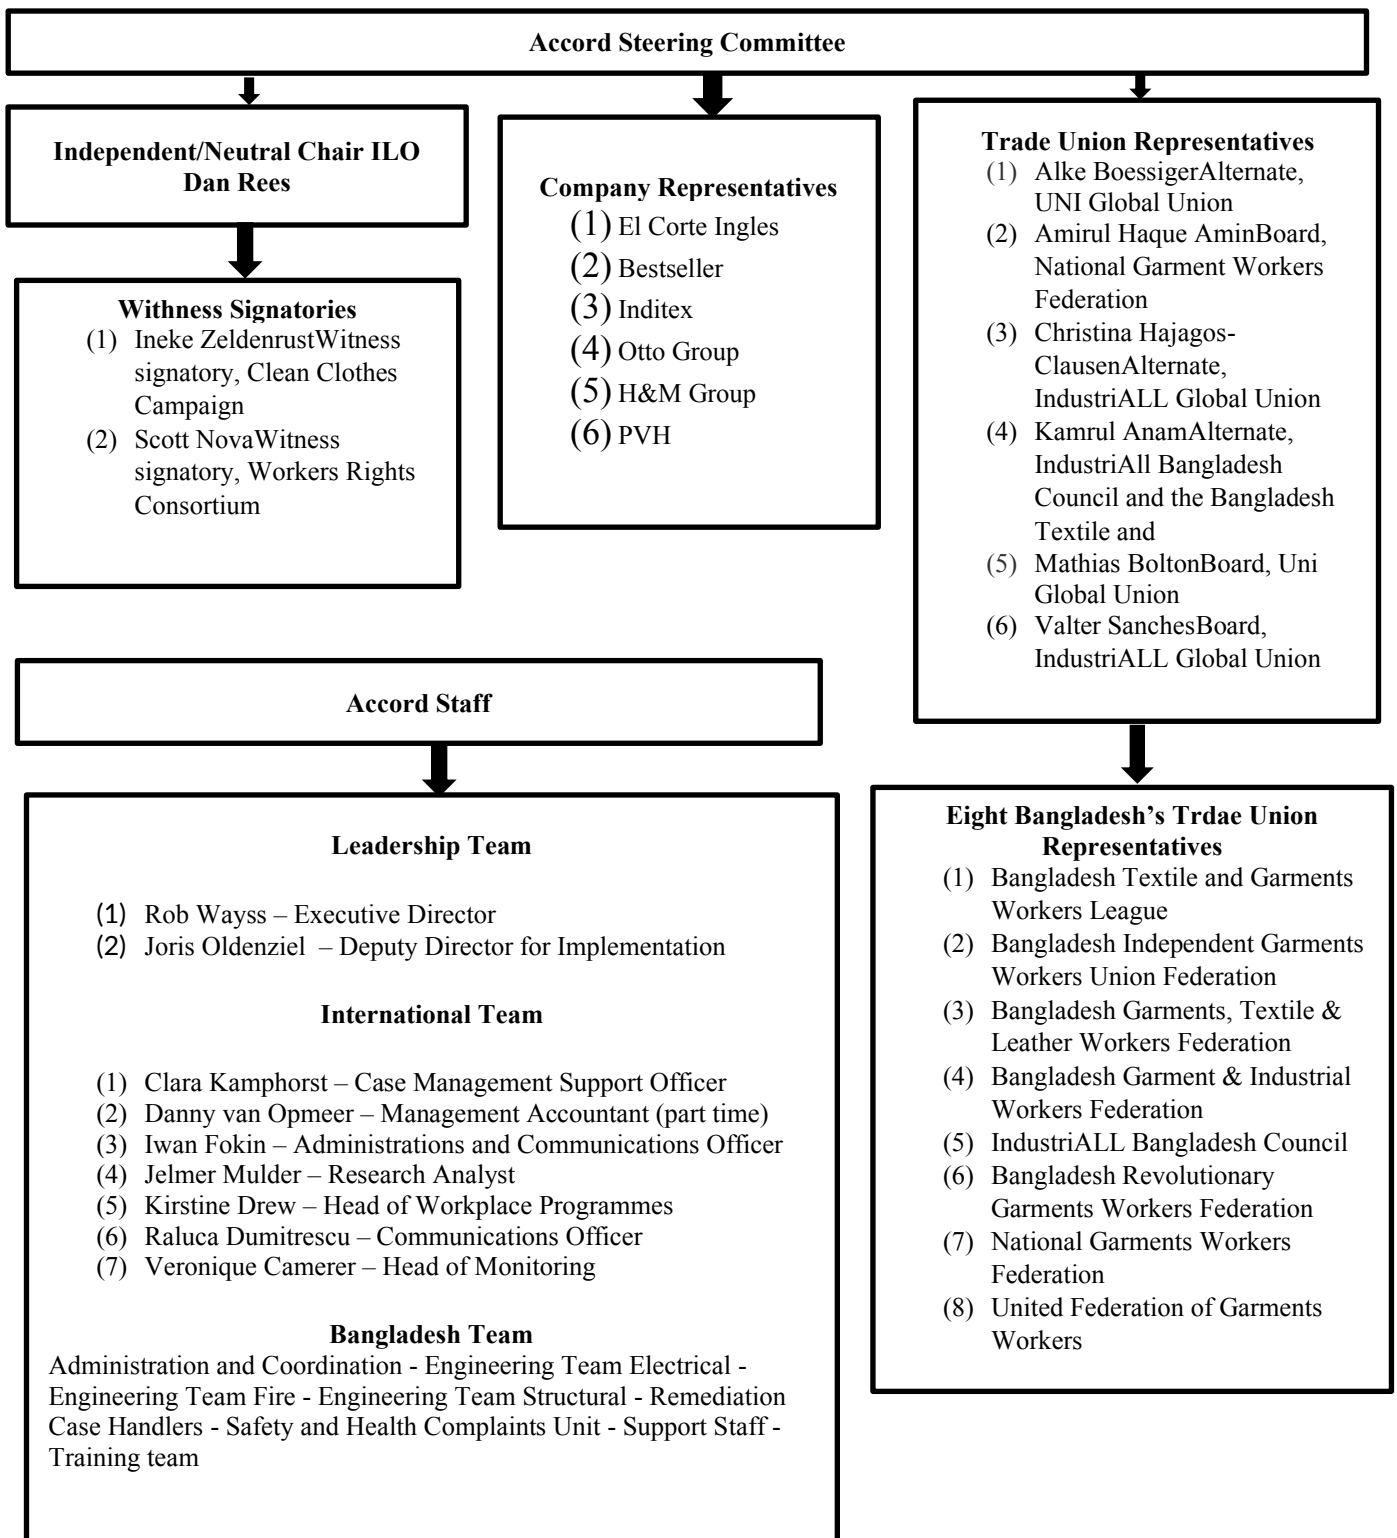 Accord Steering Committee
Independent/Neutral Chair ILO
Dan Rees
Withness Signatories
(1) Ineke ZeldenrustWitness
signatory, Clean Clothes
Campaign
(2) Scott NovaWitness
signatory, Workers Rights
Consortium
Company Representatives
(1) El Corte Ingles
(2) Bestseller
(3) Inditex
(4) Otto Group
(5) H&M Group
(6) PVH
Trade Union Representatives
(1) Alke BoessigerAlternate,
UNI Global Union
(2) Amirul Haque AminBoard,
National Garment Workers
Federation
(3) Christina Hajagos-
ClausenAlternate,
IndustriALL Global Union
(4) Kamrul AnamAlternate,
IndustriAll Bangladesh
Council and the Bangladesh
Textile and
(5) Mathias BoltonBoard, Uni
Global Union
(6) Valter SanchesBoard,
IndustriALL Global Union
Accord Staff
Leadership Team
(1) Rob Wayss – Executive Director
(2) Joris Oldenziel – Deputy Director for Implementation
International Team
(1) Clara Kamphorst – Case Management Support Officer
(2) Danny van Opmeer – Management Accountant (part time)
(3) Iwan Fokin – Administrations and Communications Officer
(4) Jelmer Mulder – Research Analyst
(5) Kirstine Drew – Head of Workplace Programmes
(6) Raluca Dumitrescu – Communications Officer
(7) Veronique Camerer – Head of Monitoring
Bangladesh Team
Administration and Coordination - Engineering Team Electrical -
Engineering Team Fire - Engineering Team Structural - Remediation
Case Handlers - Safety and Health Complaints Unit - Support Staff -
Training team
Eight Bangladesh’s Trdae Union
Representatives
(1) Bangladesh Textile and Garments
Workers League
(2) Bangladesh Independent Garments
Workers Union Federation
(3) Bangladesh Garments, Textile &
Leather Workers Federation
(4) Bangladesh Garment & Industrial
Workers Federation
(5) IndustriALL Bangladesh Council
(6) Bangladesh Revolutionary
Garments Workers Federation
(7) National Garments Workers
Federation
(8) United Federation of Garments
Workers